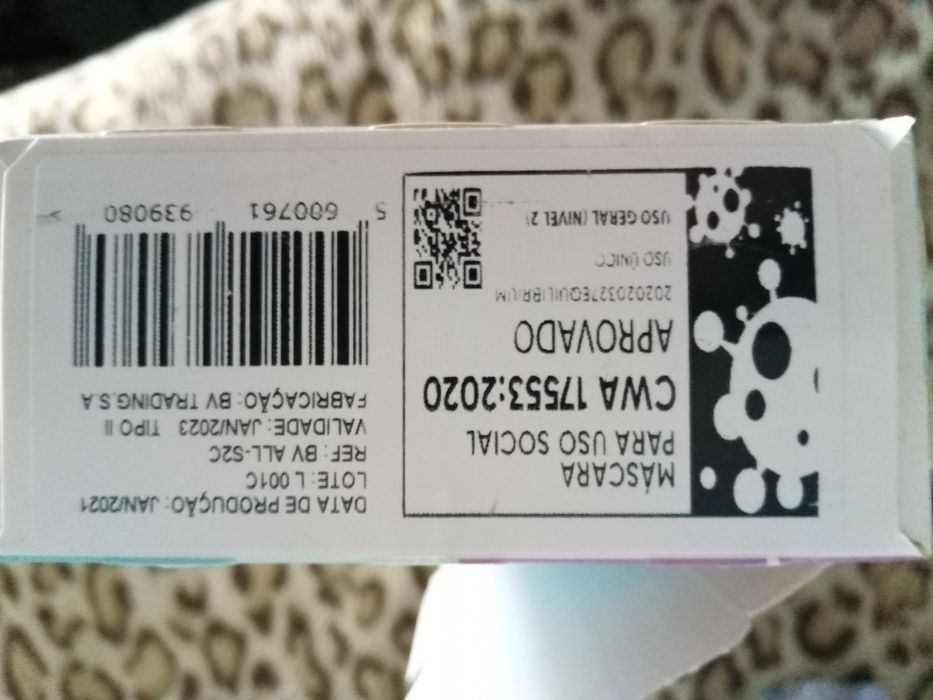 MÁSCARA
PARA USO SOCIAL
CWA 17553:2020
APROVADO
202020327EQUILIBRIUM
USO ÚNICO
USO GERAL (NÍVEL 2)
DATA DE PRODUÇÃO: JAN/2021
LOTE: L 001C
REF: BV ALL-S2C
VALIDADE: JAN/2023 TIPO II
FABRICAÇÃO: BV TRADING,S.A
5 600761 939080 >